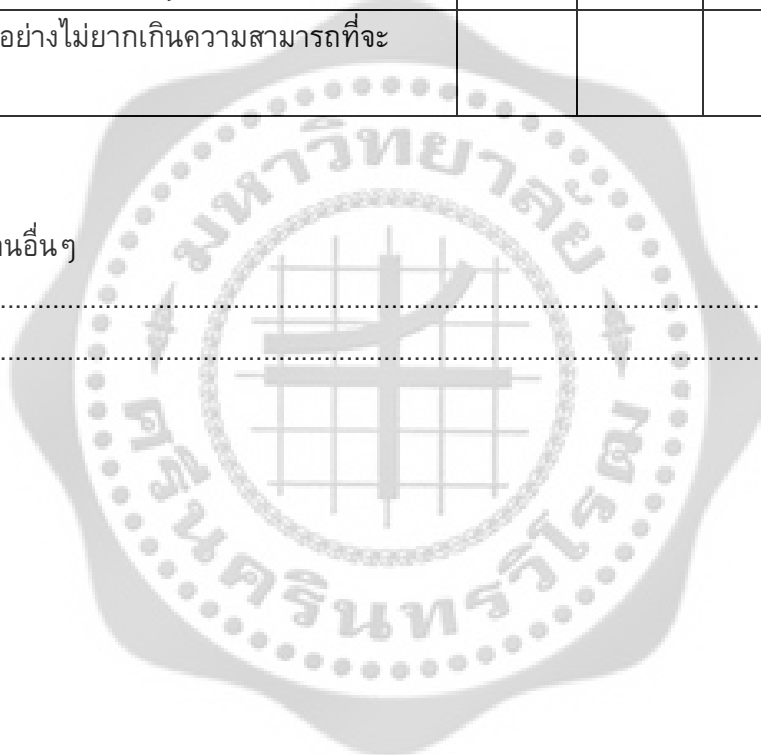 อย่างไม่ยากเกินความสามารถที่จะ
มหาวิทยาลัย
านอื่นๆ
ศรีนครินทรวิโรฒ